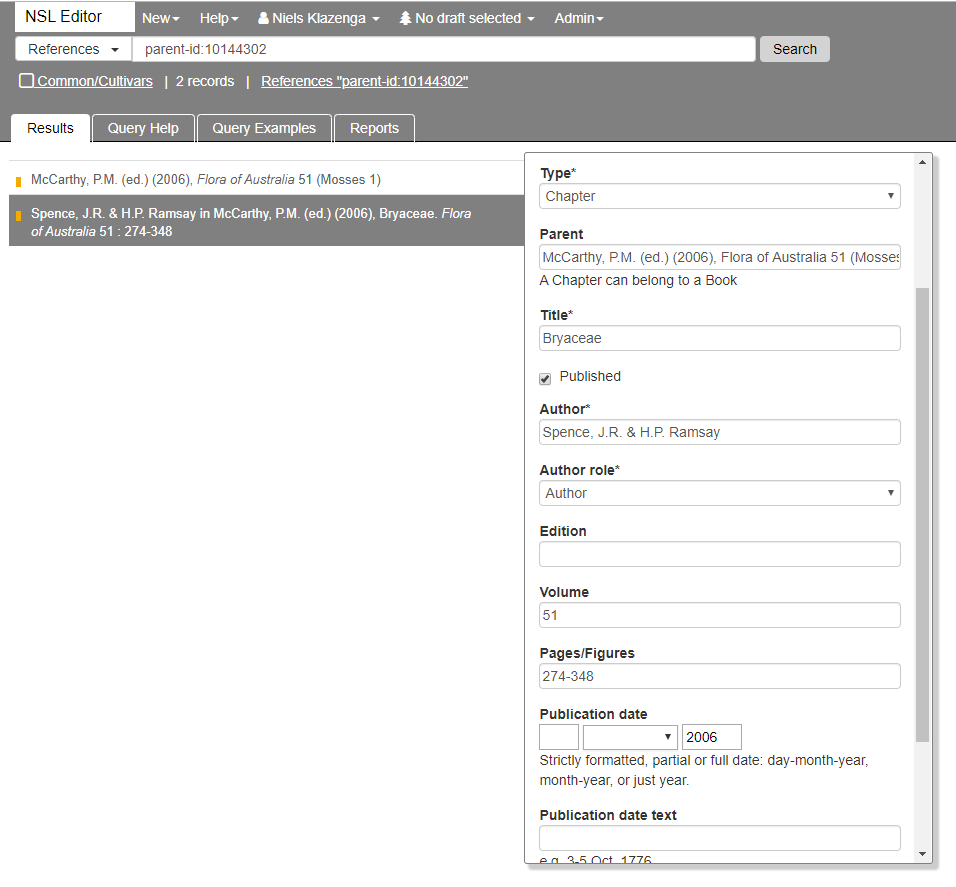 NSL Editor New Help Niels Klazenga No draft selected Admin
References parent-id:10144302 Search
Common/Cultivars | 2 records | References "parent-id:10144302"
Results Query Help Query Examples Reports
McCarthy, P.M. (ed.) (2006), Flora of Australia 51 (Mosses 1)
Spence, J.R. & H.P. Ramsay in McCarthy, P.M. (ed.) (2006), Bryaceae. Flora
of Australia 51 : 274-348
Type*
Chapter
Parent
McCarthy, P.M. (ed.) (2006), Flora of Australia 51 (Mosses
A Chapter can belong to a Book
Title*
Bryaceae
Published
Author*
Spence, J.R. & H.P. Ramsay
Author role*
Author
Edition
Volume
51
Pages/Figures
274-348
Publication date
2006
Strictly formatted, partial or full date: day-month-year,
month-year, or just year.
Publication date text
e.g. 3-5 Oct. 1776